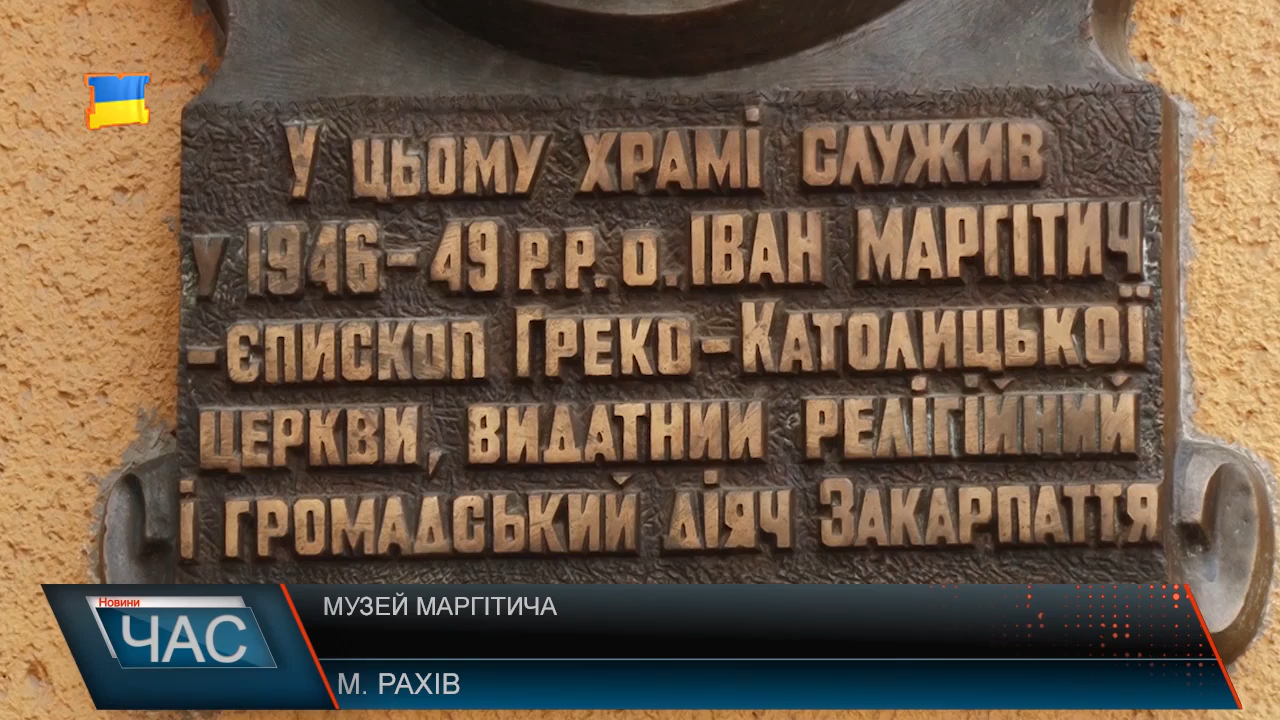 У ЦЬОМУ ХРАМІ СЛУЖИВ
У 1946-49 Р.Р. О. ІВАН МАРГІТИЧ
-ЄПИСКОП ГРЕКО-КАТОЛИЦЬКОЇ
ЦЕРКВИ, ВИДАТНИЙ РЕЛІГІЙНИЙ
І ГРОМАДСЬКИЙ ДІЯЧ ЗАКАРПАТТЯ
Новини
ЧАС
МУЗЕЙ МАРГІТИЧА
М. РАХІВ